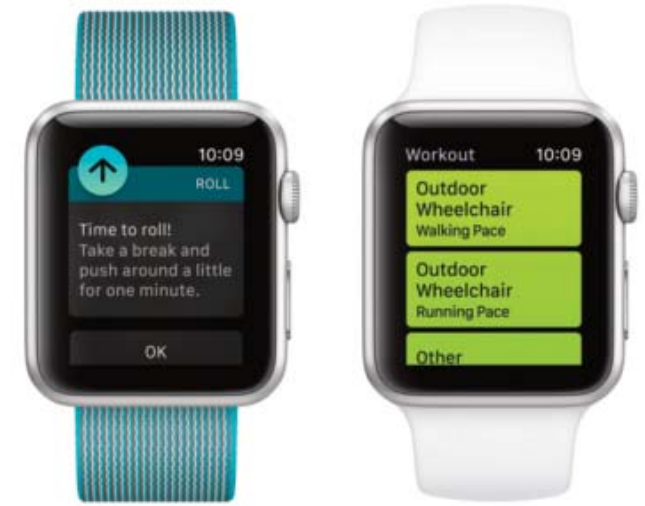 10:09
ROLL
Time to roll!
Take a break and
push around a little
for one minute.
OK
Workout 10:09
Outdoor
Wheelchair
Walking Pace
Outdoor
Wheelchair
Running Pace
Other